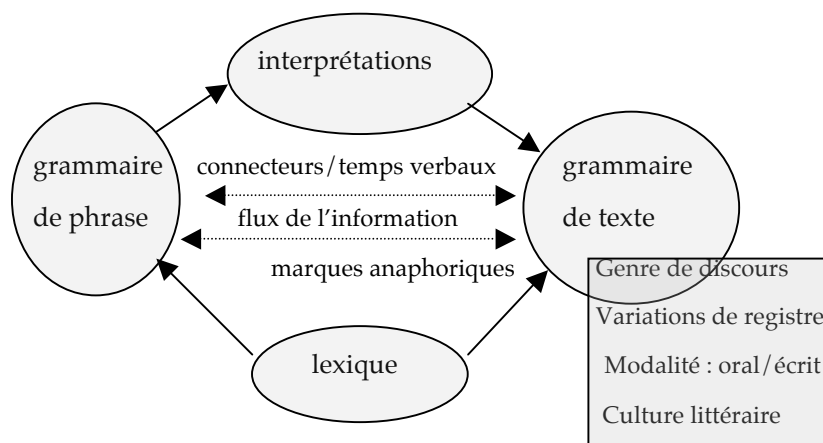 interprétations
grammaire
de phrase
connecteurs/temps verbaux
flux de l’information
marques anaphoriques
grammaire
de texte
Genre de discours
Variations de registre
Modalité : oral/écrit
Culture littéraire
lexique